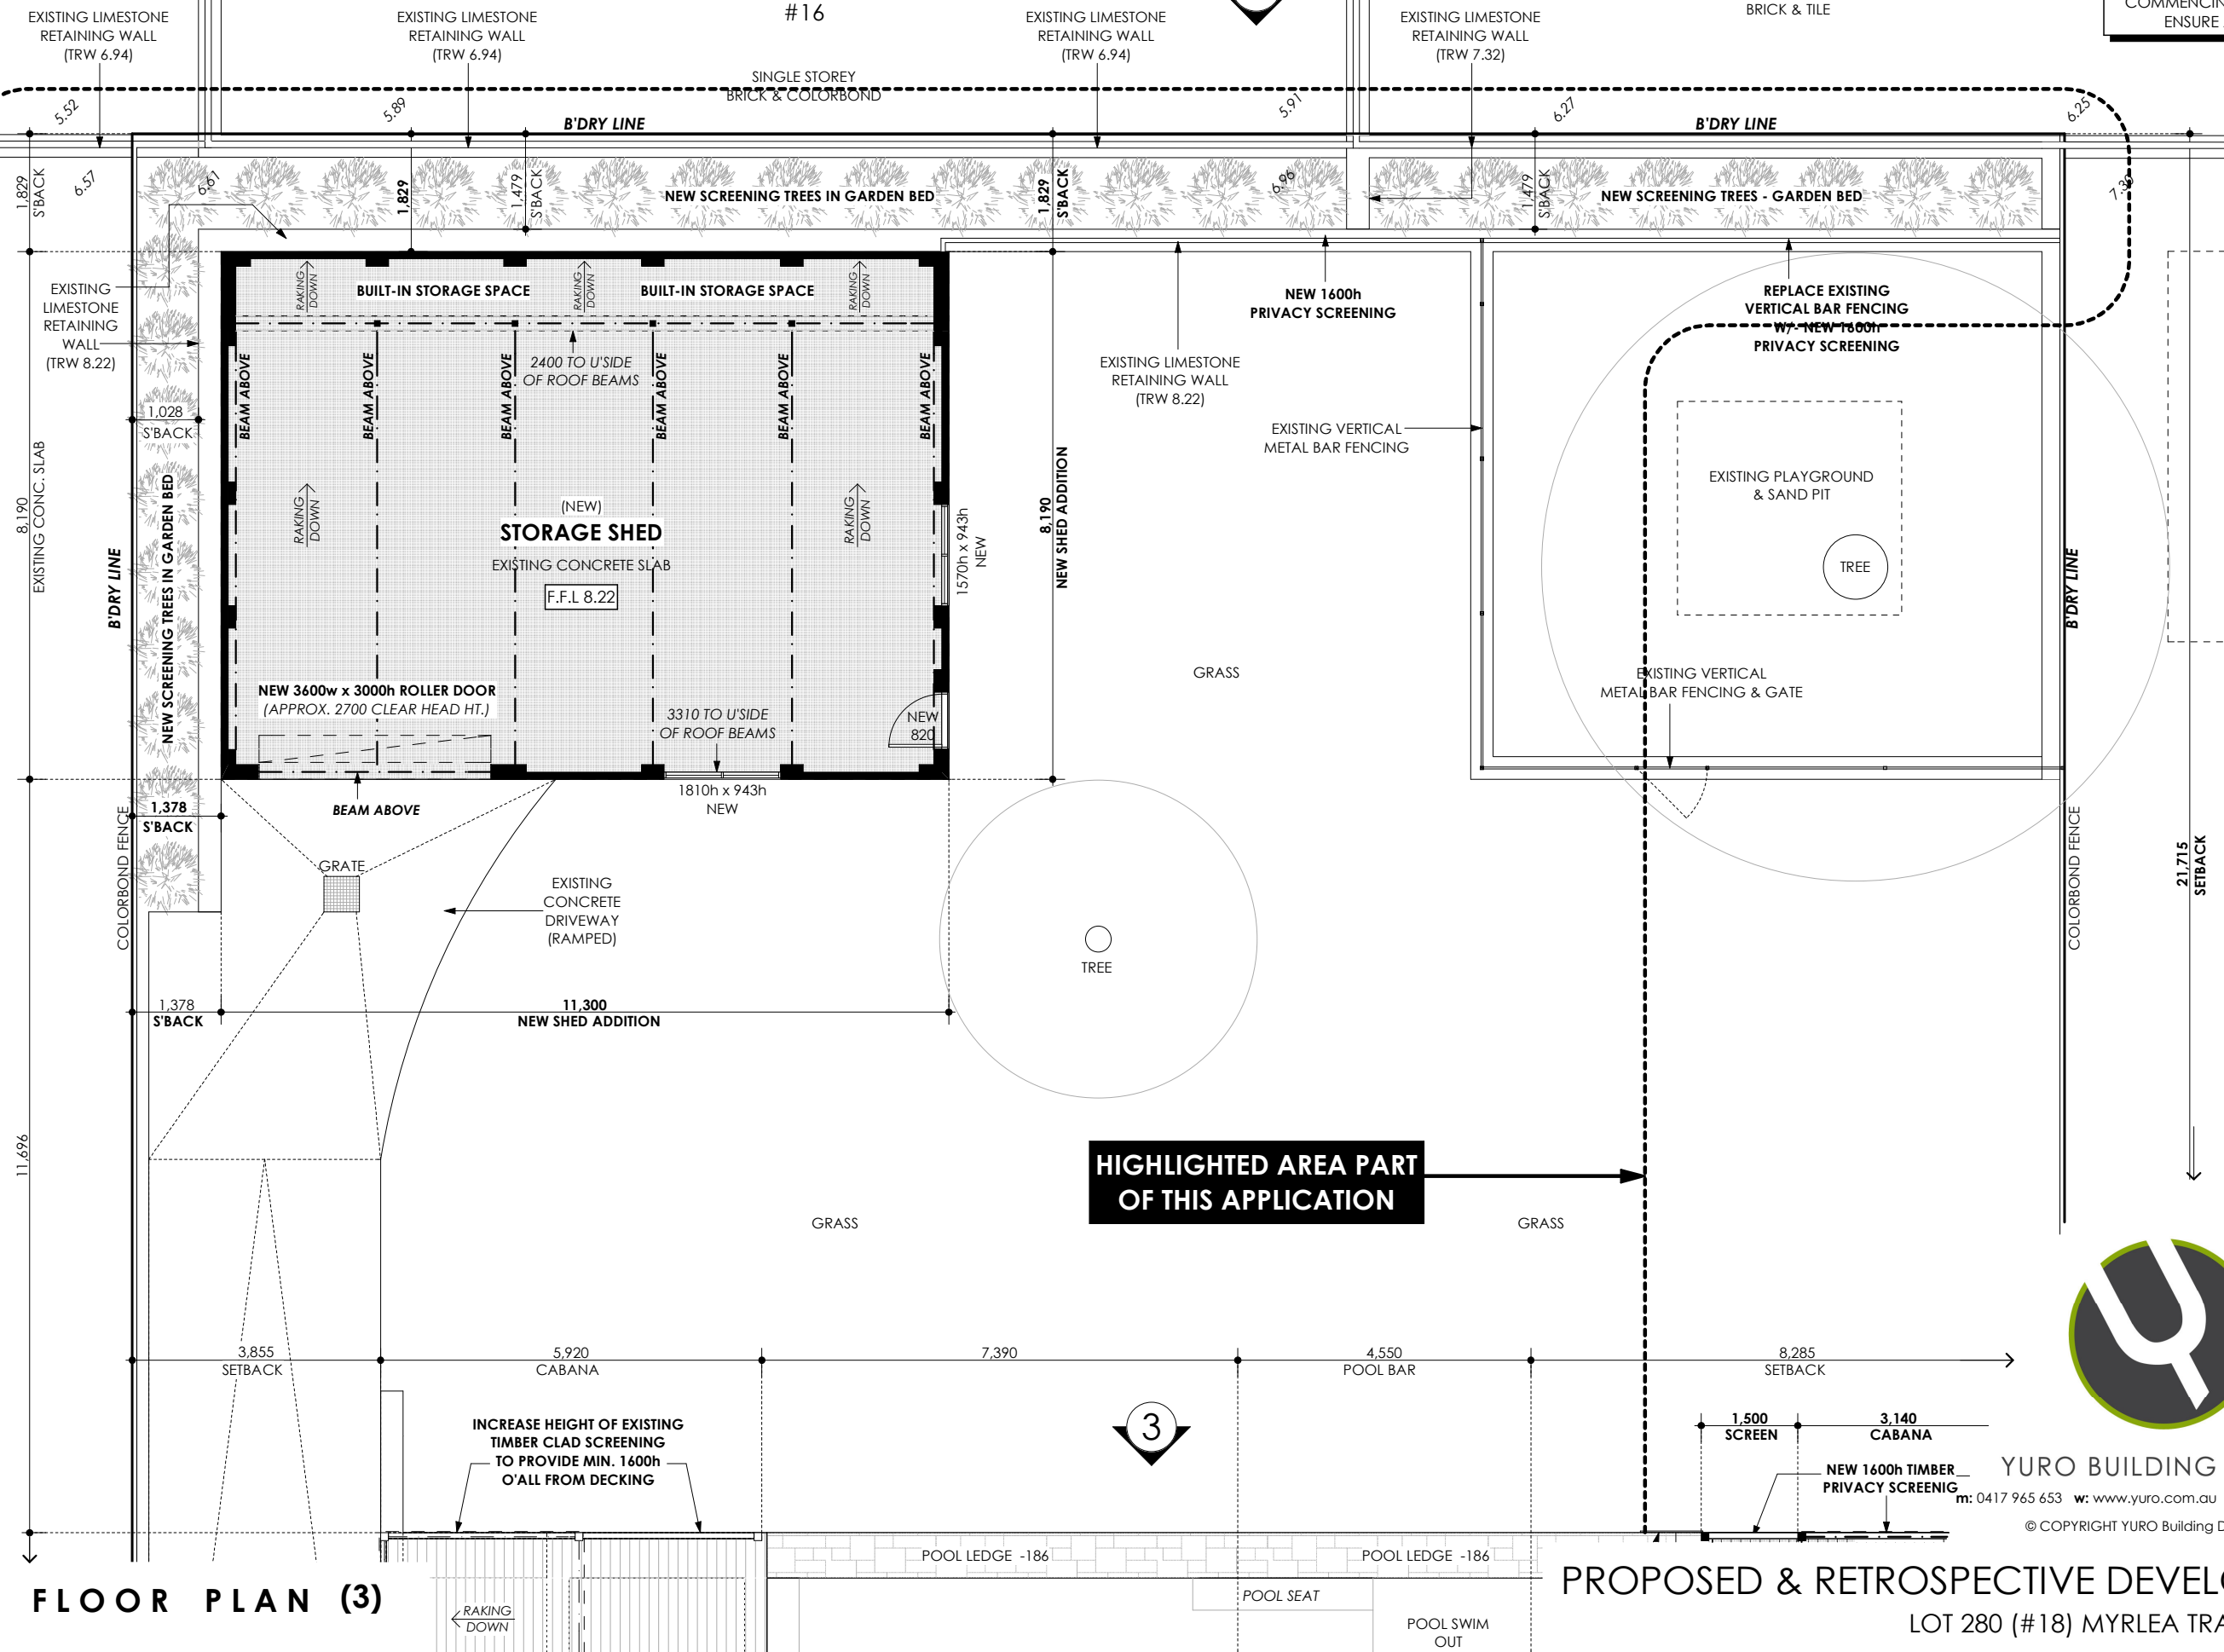 EXISTING LIMESTONE
RETAINING WALL
(TRW 6.94)
EXISTING LIMESTONE
RETAINING WALL
(TRW 6.94)
#16
SINGLE STOREY
BRICK & COLORBOND
EXISTING LIMESTONE
RETAINING WALL
(TRW 6.94)
EXISTING LIMESTONE
RETAINING WALL
(TRW 7.32)
BRICK & TILE
ENSURE
5.52
5.89
B'DRY LINE
5.91
6.27
B'DRY LINE
6.25
1,829
S'BACK
6.57
6.61
1,829
1,479
S'BACK
NEW SCREENING TREES IN GARDEN BED
1,829
S'BACK
6.96
1,479
S'BACK
NEW SCREENING TREES - GARDEN BED
EXISTING
LIMESTONE
RETAINING
WALL
(TRW 8.22)
RAKING
DOWN
BUILT-IN STORAGE SPACE
RAKING
DOWN
BUILT-IN STORAGE SPACE
RAKING
DOWN
NEW 1600h
PRIVACY SCREENING
REPLACE EXISTING
VERTICAL BAR FENCING
W/- NEW 1600h
PRIVACY SCREENING
2400 TO U'SIDE
OF ROOF BEAMS
BEAM ABOVE
BEAM ABOVE
BEAM ABOVE
BEAM ABOVE
BEAM ABOVE
BEAM ABOVE
EXISTING LIMESTONE
RETAINING WALL
(TRW 8.22)
1,028
S'BACK
EXISTING VERTICAL
METAL BAR FENCING
8,190
EXISTING CONC. SLAB
B'DRY LINE
NEW SCREENING TREES IN GARDEN BED
RAKING
DOWN
(NEW)
STORAGE SHED
EXISTING CONCRETE SLAB
F.F.L 8.22
RAKING
DOWN
1570h x 943h
NEW
8,190
NEW SHED ADDITION
EXISTING PLAYGROUND
& SAND PIT
TREE
B'DRY LINE
GRASS
EXISTING VERTICAL
METAL BAR FENCING & GATE
NEW 3600w x 3000h ROLLER DOOR
(APPROX. 2700 CLEAR HEAD HT.)
3310 TO U'SIDE
OF ROOF BEAMS
NEW
820
1810h x 943h
NEW
BEAM ABOVE
1,378
S'BACK
COLORBOND FENCE
GRATE
EXISTING
CONCRETE
DRIVEWAY
(RAMPED)
TREE
COLORBOND FENCE
21,715
SETBACK
1,378
S'BACK
11,300
NEW SHED ADDITION
11,696
HIGHLIGHTED AREA PART
OF THIS APPLICATION
GRASS
GRASS
3,855
SETBACK
5,920
CABANA
7,390
4,550
POOL BAR
8,285
SETBACK
INCREASE HEIGHT OF EXISTING
TIMBER CLAD SCREENING
TO PROVIDE MIN. 1600h
O'ALL FROM DECKING
3
1,500
SCREEN
3,140
CABANA
NEW 1600h TIMBER
PRIVACY SCREENIG
YURO BUILDING
m: 0417 965 653 w: www.yuro.com.au
© COPYRIGHT YURO Building D
POOL LEDGE -186
POOL LEDGE -186
POOL SEAT
POOL SWIM
OUT
RAKING
DOWN
FLOOR PLAN (3)
PROPOSED & RETROSPECTIVE DEVELO
LOT 280 (#18) MYRLEA TRA